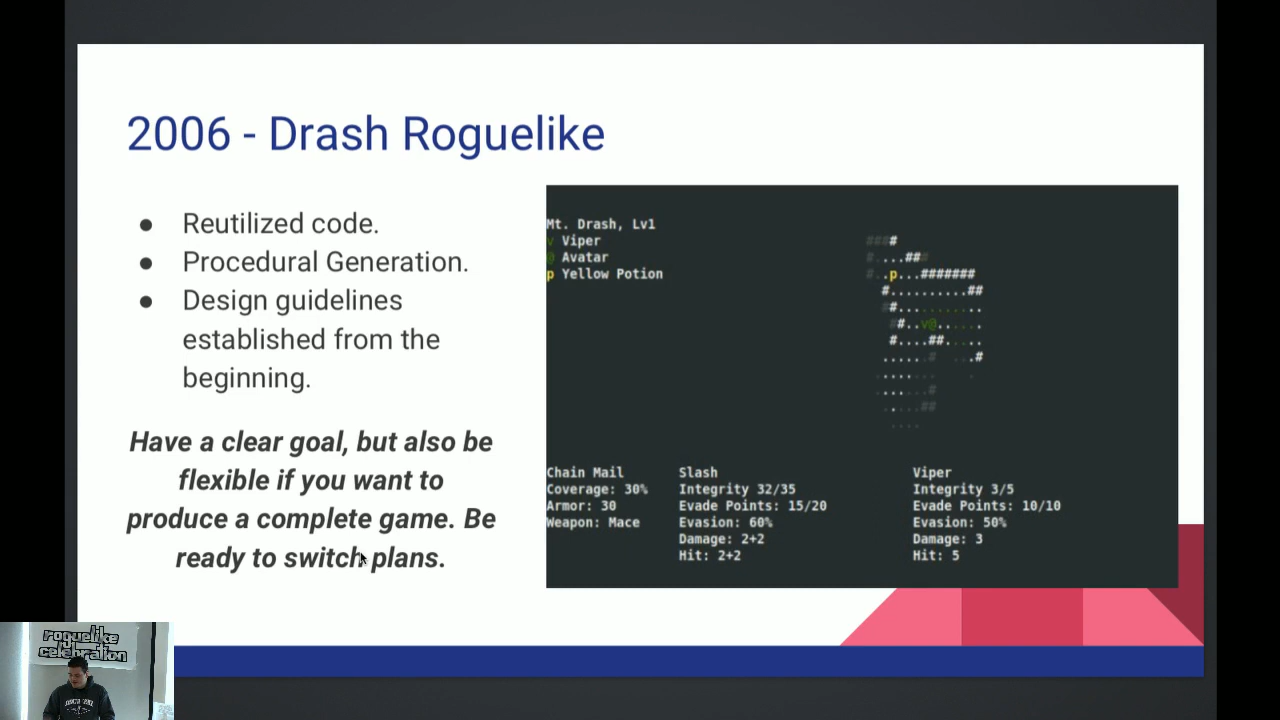 2006 - Drash Roguelike
● Reutilized code.
● Procedural Generation.
● Design guidelines
established from the
beginning.
Have a clear goal, but also be
flexible if you want to
produce a complete game. Be
ready to switch plans.
Mt. Drash, Lv1
v Viper
@ Avatar
p Yellow Potion
####
#....##
#..p...#######
#..........##
##..........
##..v@......
#....##.....
......# ...#
....... .
......#
.....##
....
Chain Mail
Coverage: 30%
Armor: 30
Weapon: Mace
Slash
Integrity 32/35
Evade Points: 15/20
Evasion: 60%
Damage: 2+2
Hit: 2+2
Viper
Integrity 3/5
Evade Points: 10/10
Evasion: 50%
Damage: 3
Hit: 5
roguelike
celebration